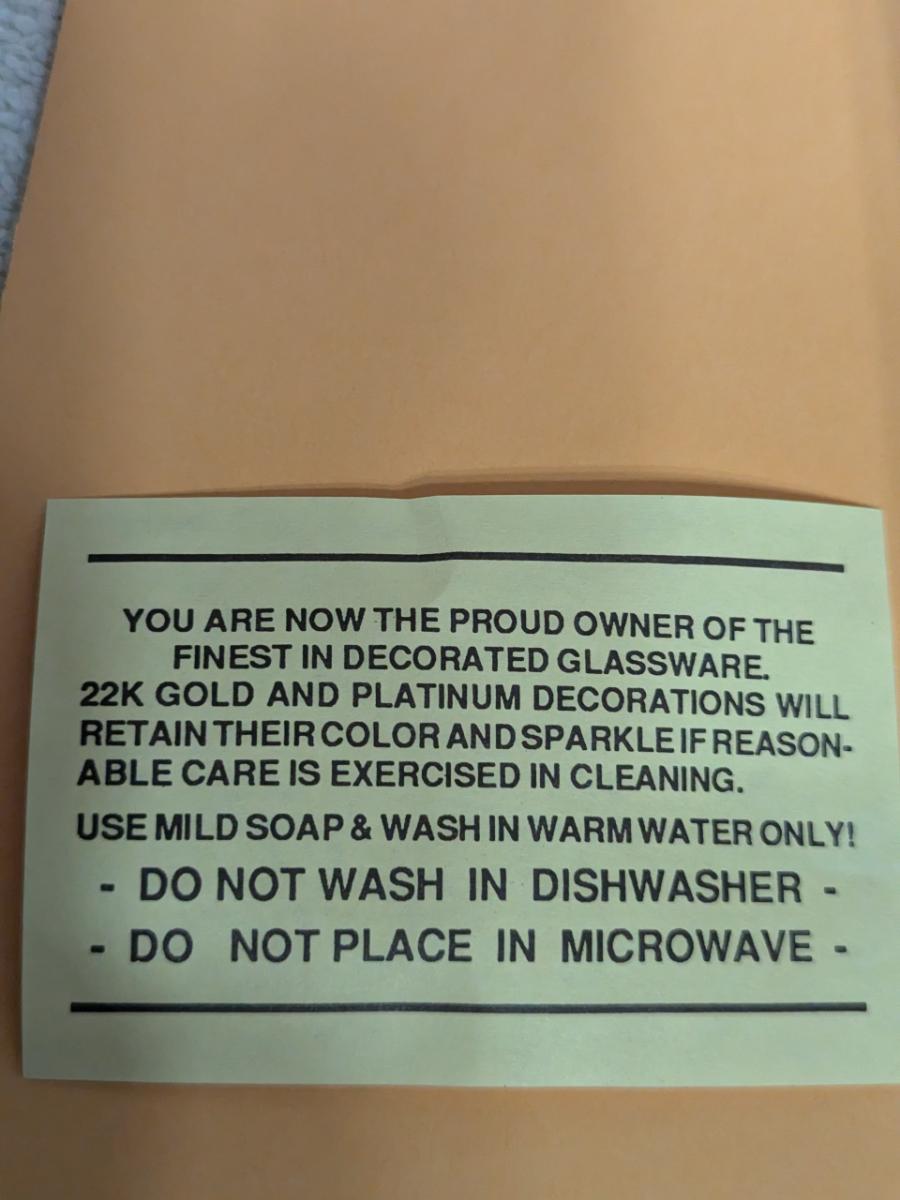 YOU ARE NOW THE PROUD OWNER OF THE
FINEST IN DECORATED GLASSWARE.
22K GOLD AND PLATINUM DECORATIONS WILL
RETAIN THEIR COLOR AND SPARKLE IF REASON-
ABLE CARE IS EXERCISED IN CLEANING.
USE MILD SOAP & WASH IN WARM WATER ONLY!
- DO NOT WASH IN DISHWASHER -
- DO NOT PLACE IN MICROWAVE -